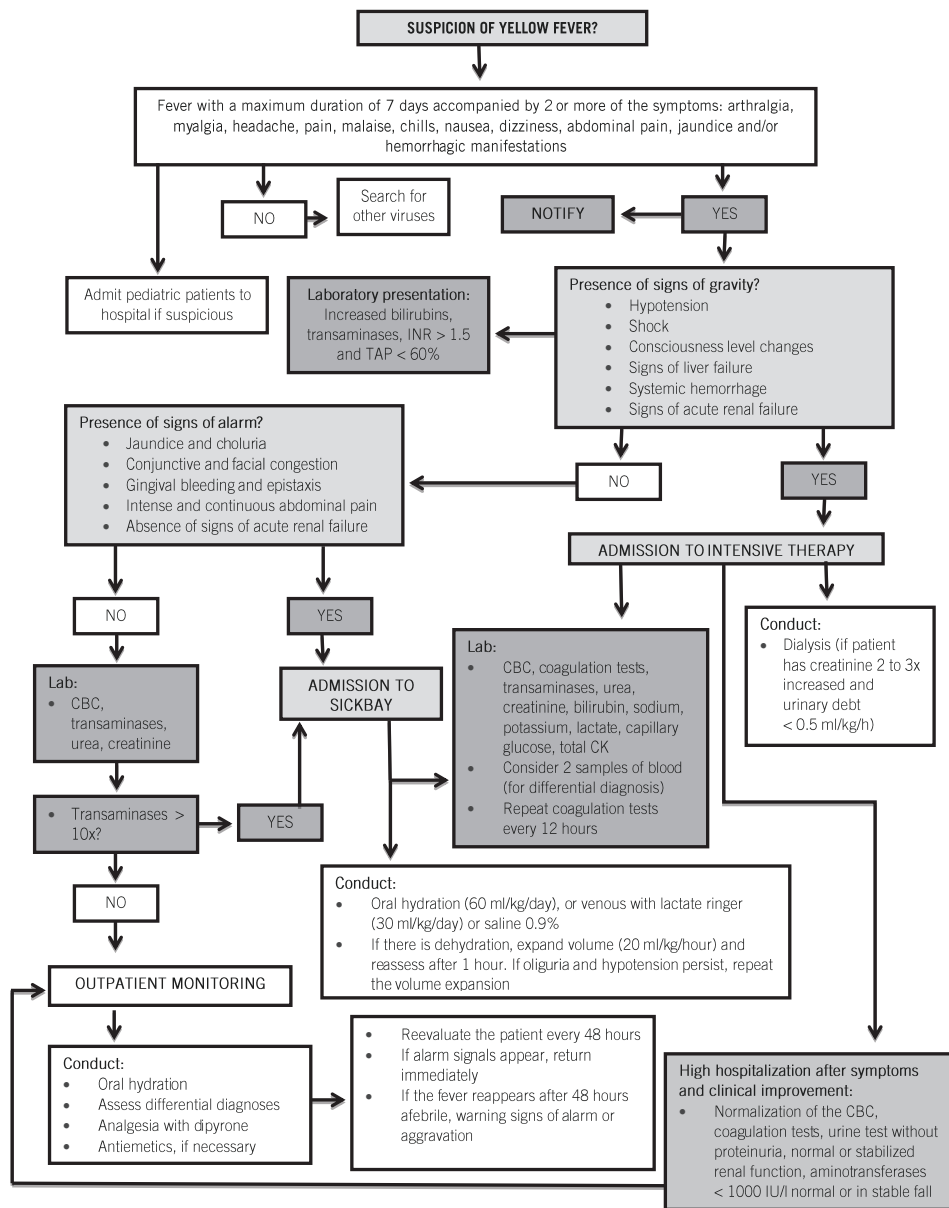 SUSPICION OF YELLOW FEVER?
Fever with a maximum duration of 7 days accompanied by 2 or more of the symptoms: arthralgia,
myalgia, headache, pain, malaise, chills, nausea, dizziness, abdominal pain, jaundice and/or
hemorrhagic manifestations
NO
Search for
other viruses
NOTIFY
YES
Admit pediatric patients to
hospital if suspicious
Laboratory presentation:
Increased bilirubins,
transaminases, INR > 1.5
and TAP < 60%
Presence of signs of gravity?
• Hypotension
• Shock
• Consciousness level changes
• Signs of liver failure
• Systemic hemorrhage
• Signs of acute renal failure
Presence of signs of alarm?
• Jaundice and choluria
• Conjunctive and facial congestion
• Gingival bleeding and epistaxis
• Intense and continuous abdominal pain
• Absence of signs of acute renal failure
NO
YES
ADMISSION TO INTENSIVE THERAPY
NO
YES
Lab:
• CBC,
transaminases,
urea, creatinine
ADMISSION TO
SICKBAY
Lab:
• CBC, coagulation tests,
transaminases, urea,
creatinine, bilirubin, sodium,
potassium, lactate, capillary
glucose, total CK
• Consider 2 samples of blood
(for differential diagnosis)
• Repeat coagulation tests
every 12 hours
Conduct:
• Dialysis (if patient
has creatinine 2 to 3x
increased and
urinary debt
< 0.5 ml/kg/h)
• Transaminases >
10x?
YES
NO
Conduct:
• Oral hydration (60 ml/kg/day), or venous with lactate ringer
(30 ml/kg/day) or saline 0.9%
• If there is dehydration, expand volume (20 ml/kg/hour) and
reassess after 1 hour. If oliguria and hypotension persist, repeat
the volume expansion
OUTPATIENT MONITORING
Conduct:
• Oral hydration
• Assess differential diagnoses
• Analgesia with dipyrone
• Antiemetics, if necessary
• Reevaluate the patient every 48 hours
• If alarm signals appear, return
immediately
• If the fever reappears after 48 hours
afebrile, warning signs of alarm or
aggravation
High hospitalization after symptoms
and clinical improvement:
• Normalization of the CBC,
coagulation tests, urine test without
proteinuria, normal or stabilized
renal function, aminotransferases
< 1000 IU/l normal or in stable fall